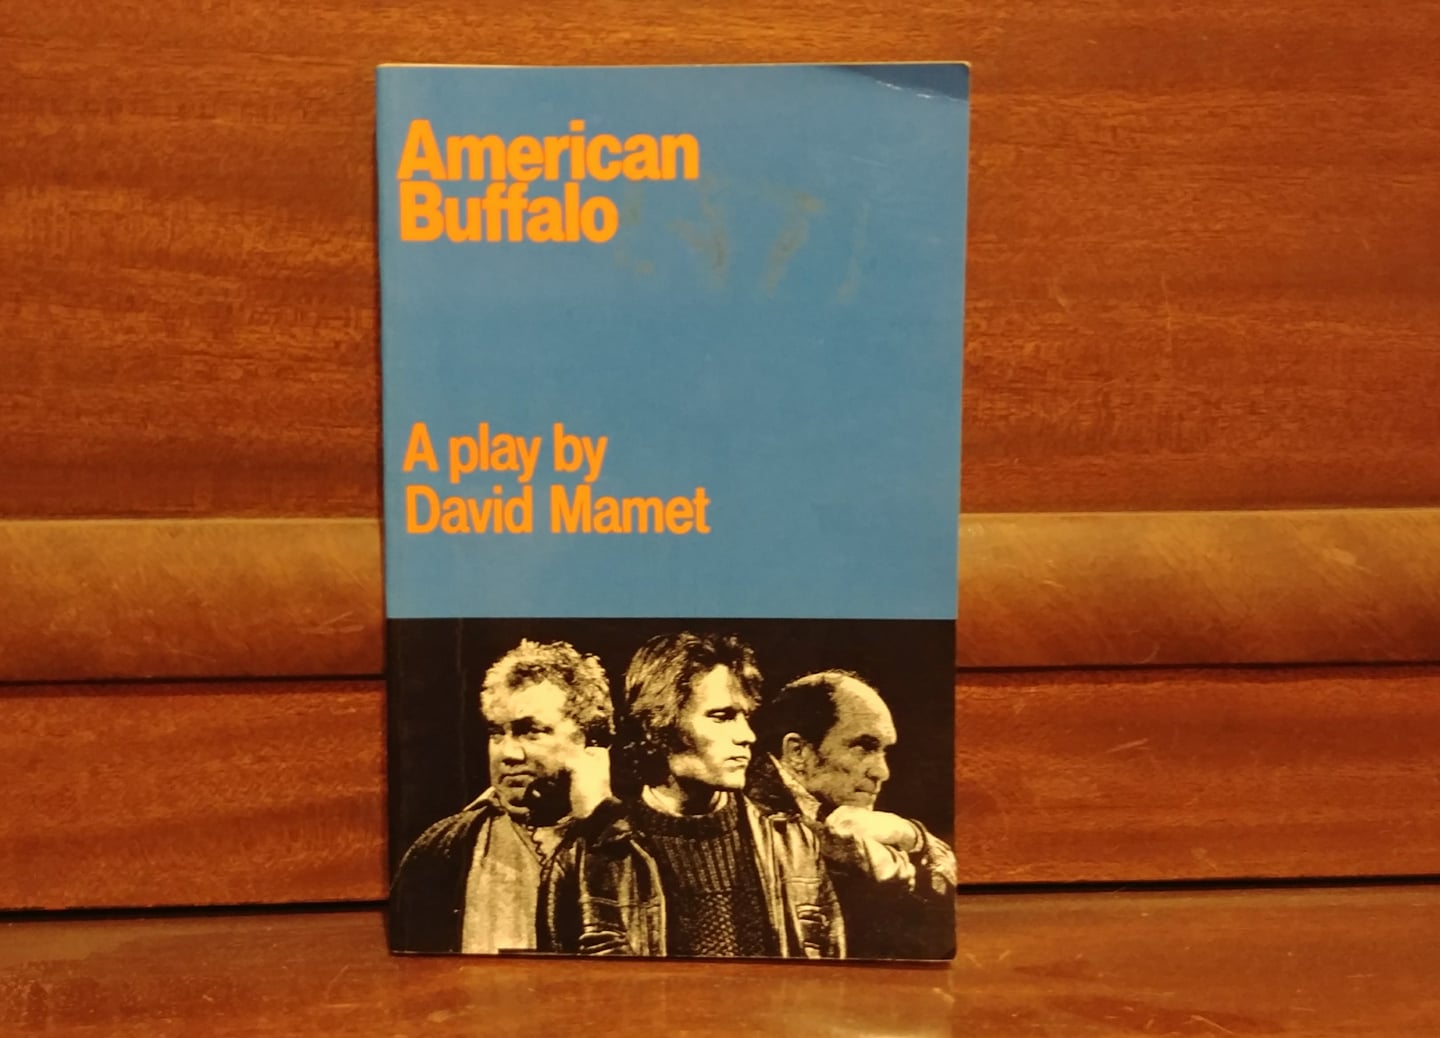 American
Buffalo
A play by
David Mamet